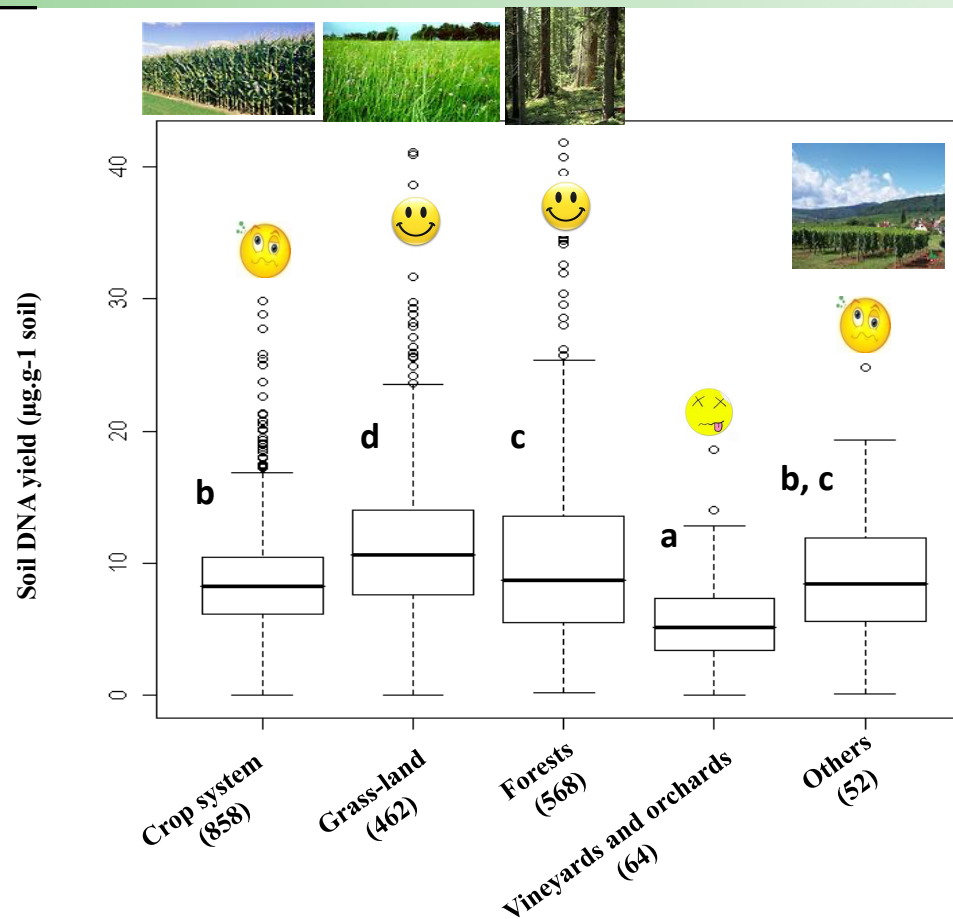 Soil DNA yield (µg.g-1 soil)
40
30
20
10
0
b
d
c
a
b, c
Crop system
(858)
Grass-land
(462)
Forests
(568)
Vineyards and orchards
(64)
Others
(52)